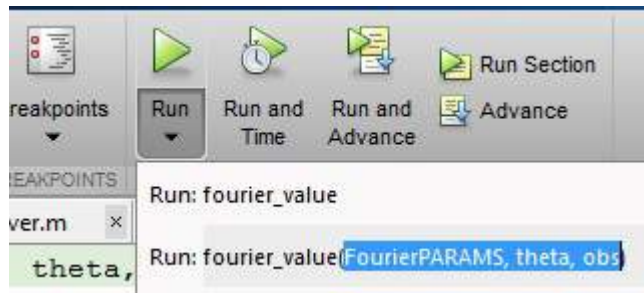 reakpoints
Run
Run and
Time
Run and
Advance
Run Section
Advance
EAKPOINTS
ver.m ×
theta,
Run: fourier_value
Run: fourier_value(FourierPARAMS, theta, obs)